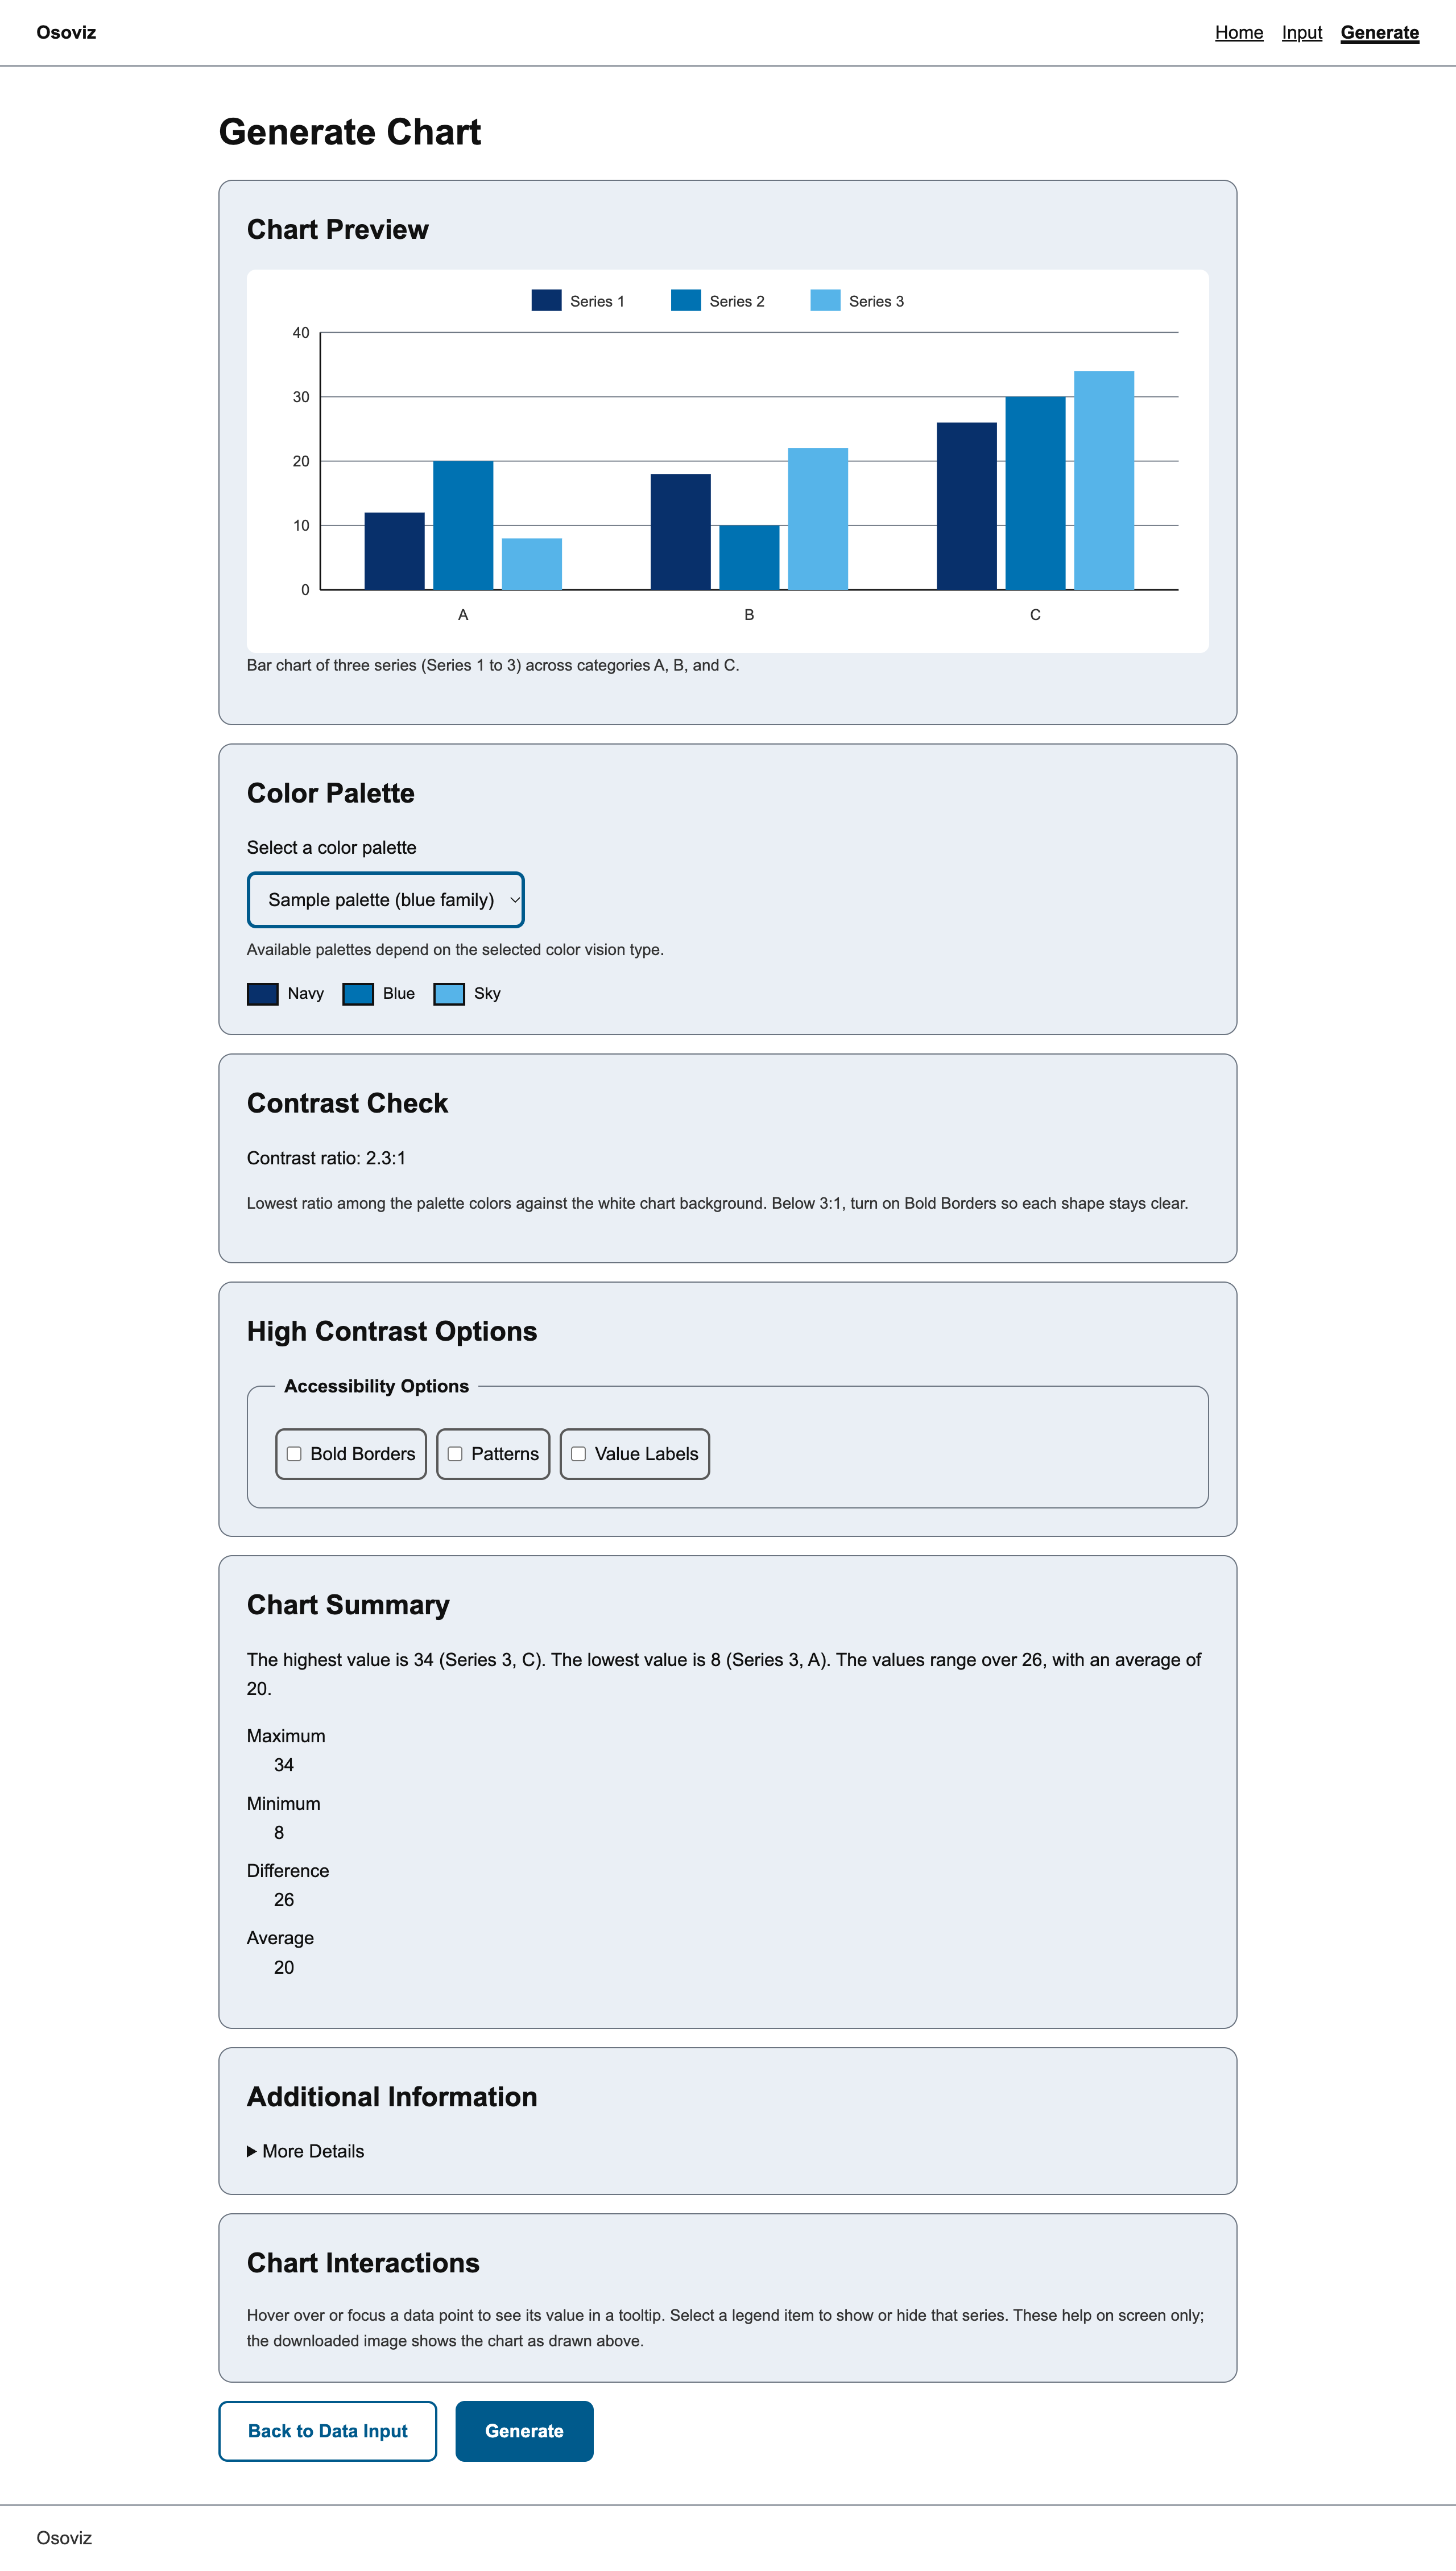 Osoviz
Home Input Generate
Generate Chart
Chart Preview
Series 1 Series 2 Series 3
40
30
20
10
0
A B C
Bar chart of three series (Series 1 to 3) across categories A, B, and C.
Color Palette
Select a color palette
Sample palette (blue family)
Available palettes depend on the selected color vision type.
Navy Blue Sky
Contrast Check
Contrast ratio: 2.3:1
Lowest ratio among the palette colors against the white chart background. Below 3:1, turn on Bold Borders so each shape stays clear.
High Contrast Options
Accessibility Options
Bold Borders Patterns Value Labels
Chart Summary
The highest value is 34 (Series 3, C). The lowest value is 8 (Series 3, A). The values range over 26, with an average of
20.
Maximum
34
Minimum
8
Difference
26
Average
20
Additional Information
More Details
Chart Interactions
Hover over or focus a data point to see its value in a tooltip. Select a legend item to show or hide that series. These help on screen only;
the downloaded image shows the chart as drawn above.
Back to Data Input Generate
Osoviz